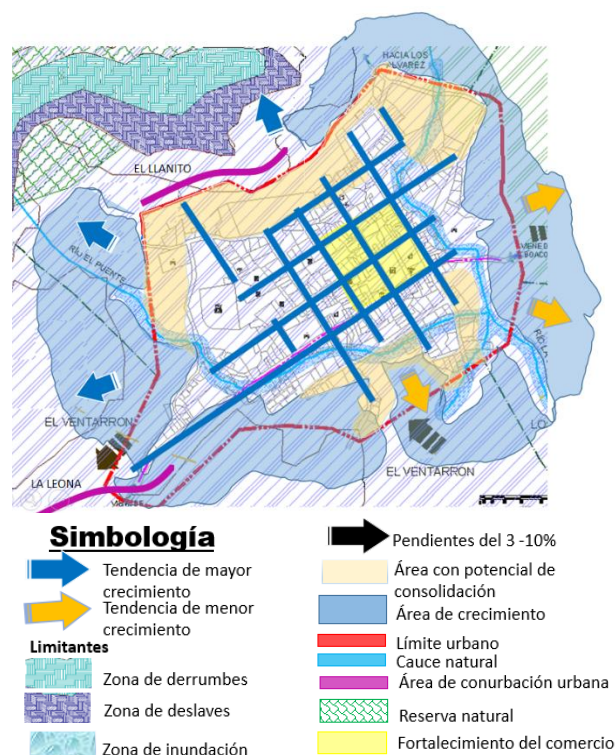 HACIA LOS
EL LLANITO
RÍO EL PUENTE
EL VENTARRON
LA LEONA
EL VENTARRON
Simbología
Tendencia de mayor
crecimiento
Tendencia de menor
crecimiento
Limitantes
Zona de derrumbes
Zona de deslaves
Zona de inundación
Pendientes del 3 -10%
Área con potencial de
consolidación
Área de crecimiento
Límite urbano
Cauce natural
Área de conurbación urbana
Reserva natural
Fortalecimiento del comercio